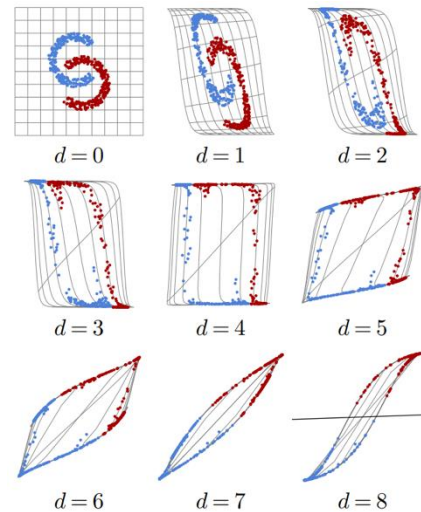 d = 0 d = 1 d = 2
d = 3 d = 4 d = 5
d = 6 d = 7 d = 8